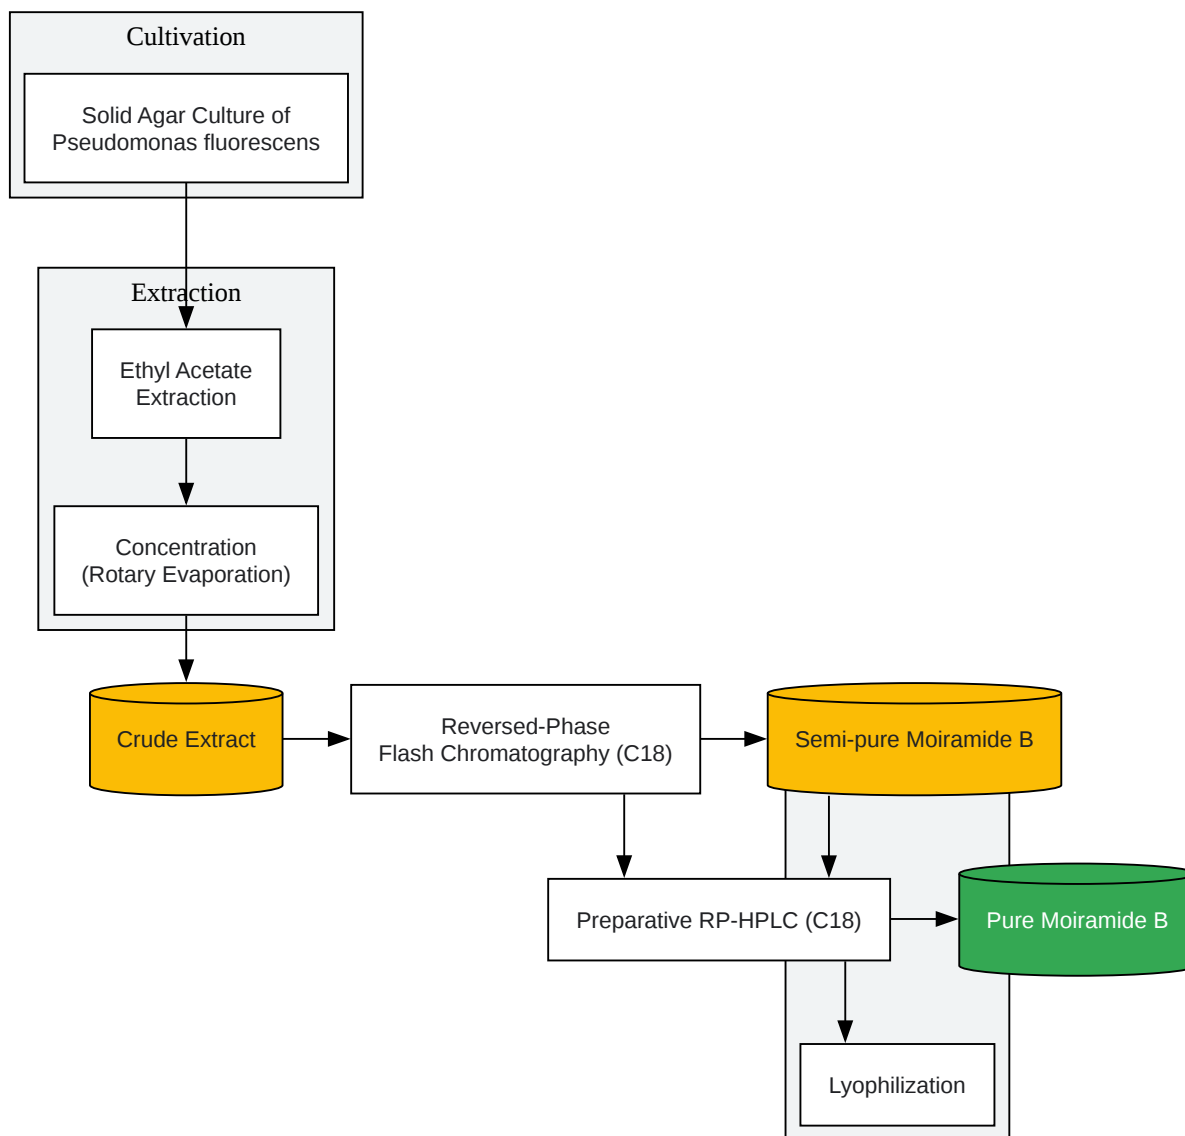 Cultivation
Solid Agar Culture of
Pseudomonas fluorescens
Extraction
Ethyl Acetate
Extraction
Concentration
(Rotary Evaporation)
Crude Extract
Reversed-Phase
Flash Chromatography (C18)
Semi-pure Moiramide B
Preparative RP-HPLC (C18)
Pure Moiramide B
Lyophilization